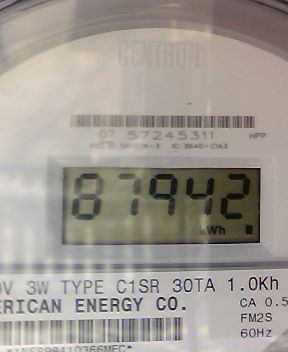 CENTRON
07 57245311 HPP
87942
kWh
V 3W TYPE C1SR 30TA 1.0Kh
ERICAN ENERGY CO.
CA 0.5
FM2S
60Hz